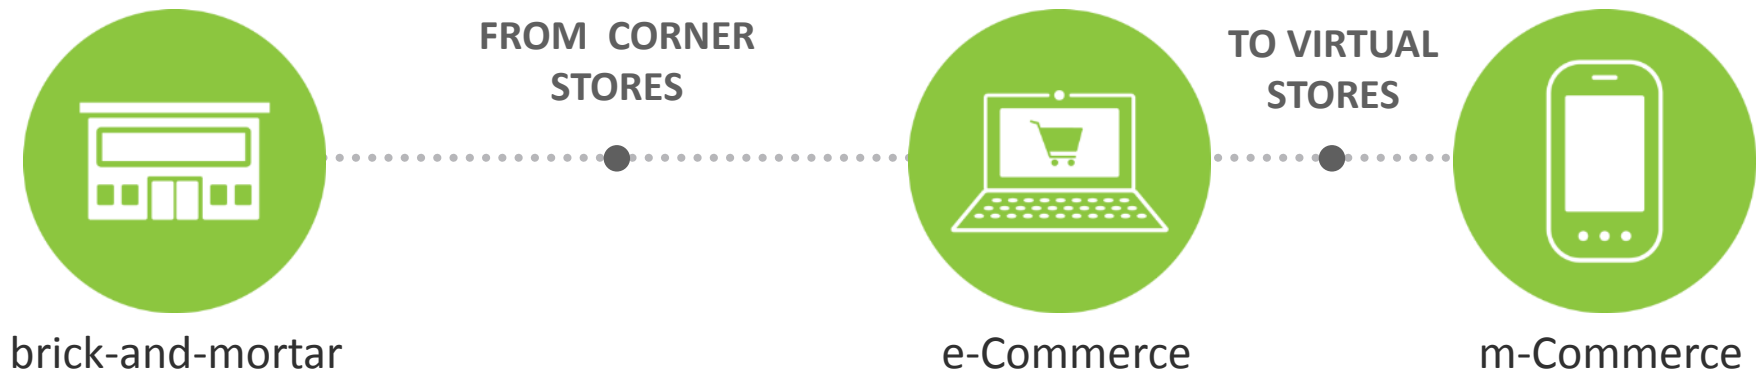 FROM  CORNER
STORES
TO VIRTUAL
STORES
brick-and-mortar
e-Commerce
m-Commerce